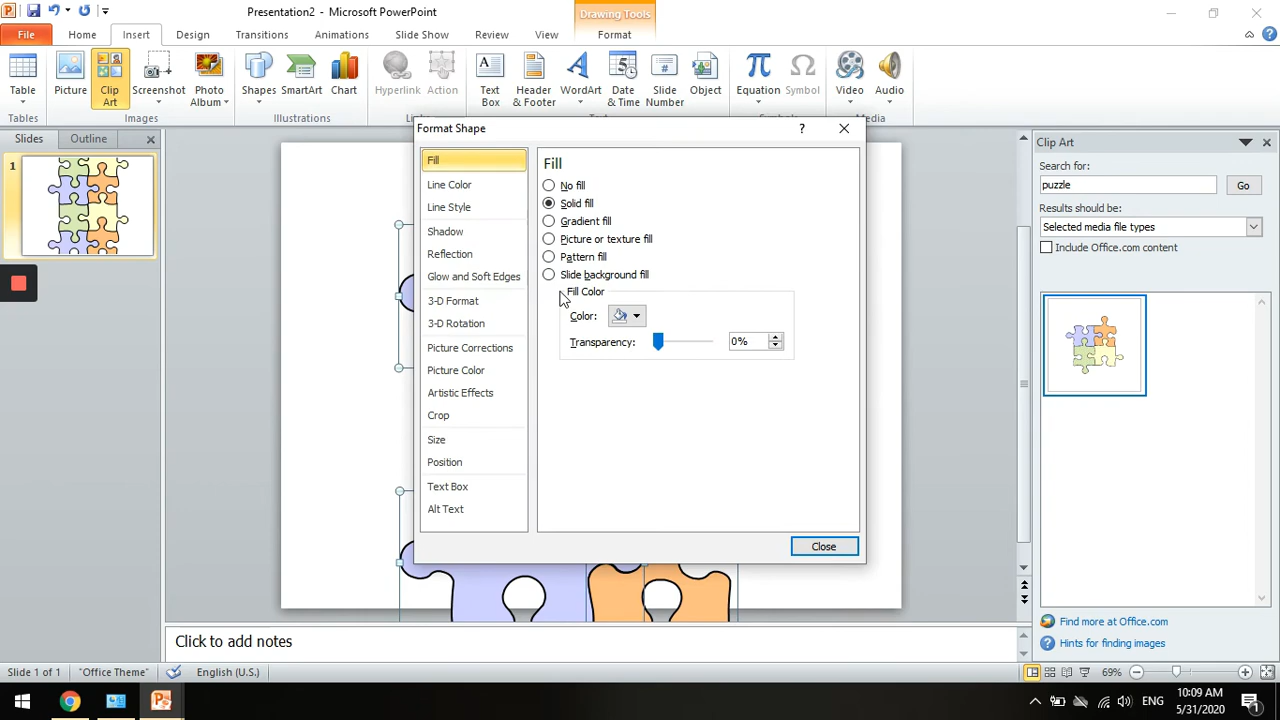 Presentation2 - Microsoft PowerPoint
Drawing Tools
File Home Insert Design Transitions Animations Slide Show Review View Format
Table Picture Clip Art Screenshot Photo Album Shapes SmartArt Chart Hyperlink Action Text Box Header & Footer WordArt Date & Time Slide Number Object Equation Symbol Video Audio
Tables Images Illustrations Media
Slides Outline
1
Format Shape
?
Fill
Line Color
Line Style
Shadow
Reflection
Glow and Soft Edges
3-D Format
3-D Rotation
Picture Corrections
Picture Color
Artistic Effects
Crop
Size
Position
Text Box
Alt Text
Fill
No fill
Solid fill
Gradient fill
Picture or texture fill
Pattern fill
Slide background fill
Fill Color
Color:
Transparency: 0%
Close
Clip Art
Search for:
puzzle Go
Results should be:
Selected media file types
Include Office.com content
Find more at Office.com
Hints for finding images
Click to add notes
Slide 1 of 1 "Office Theme" English (U.S.) 69%
ENG 10:09 AM
5/31/2020
1